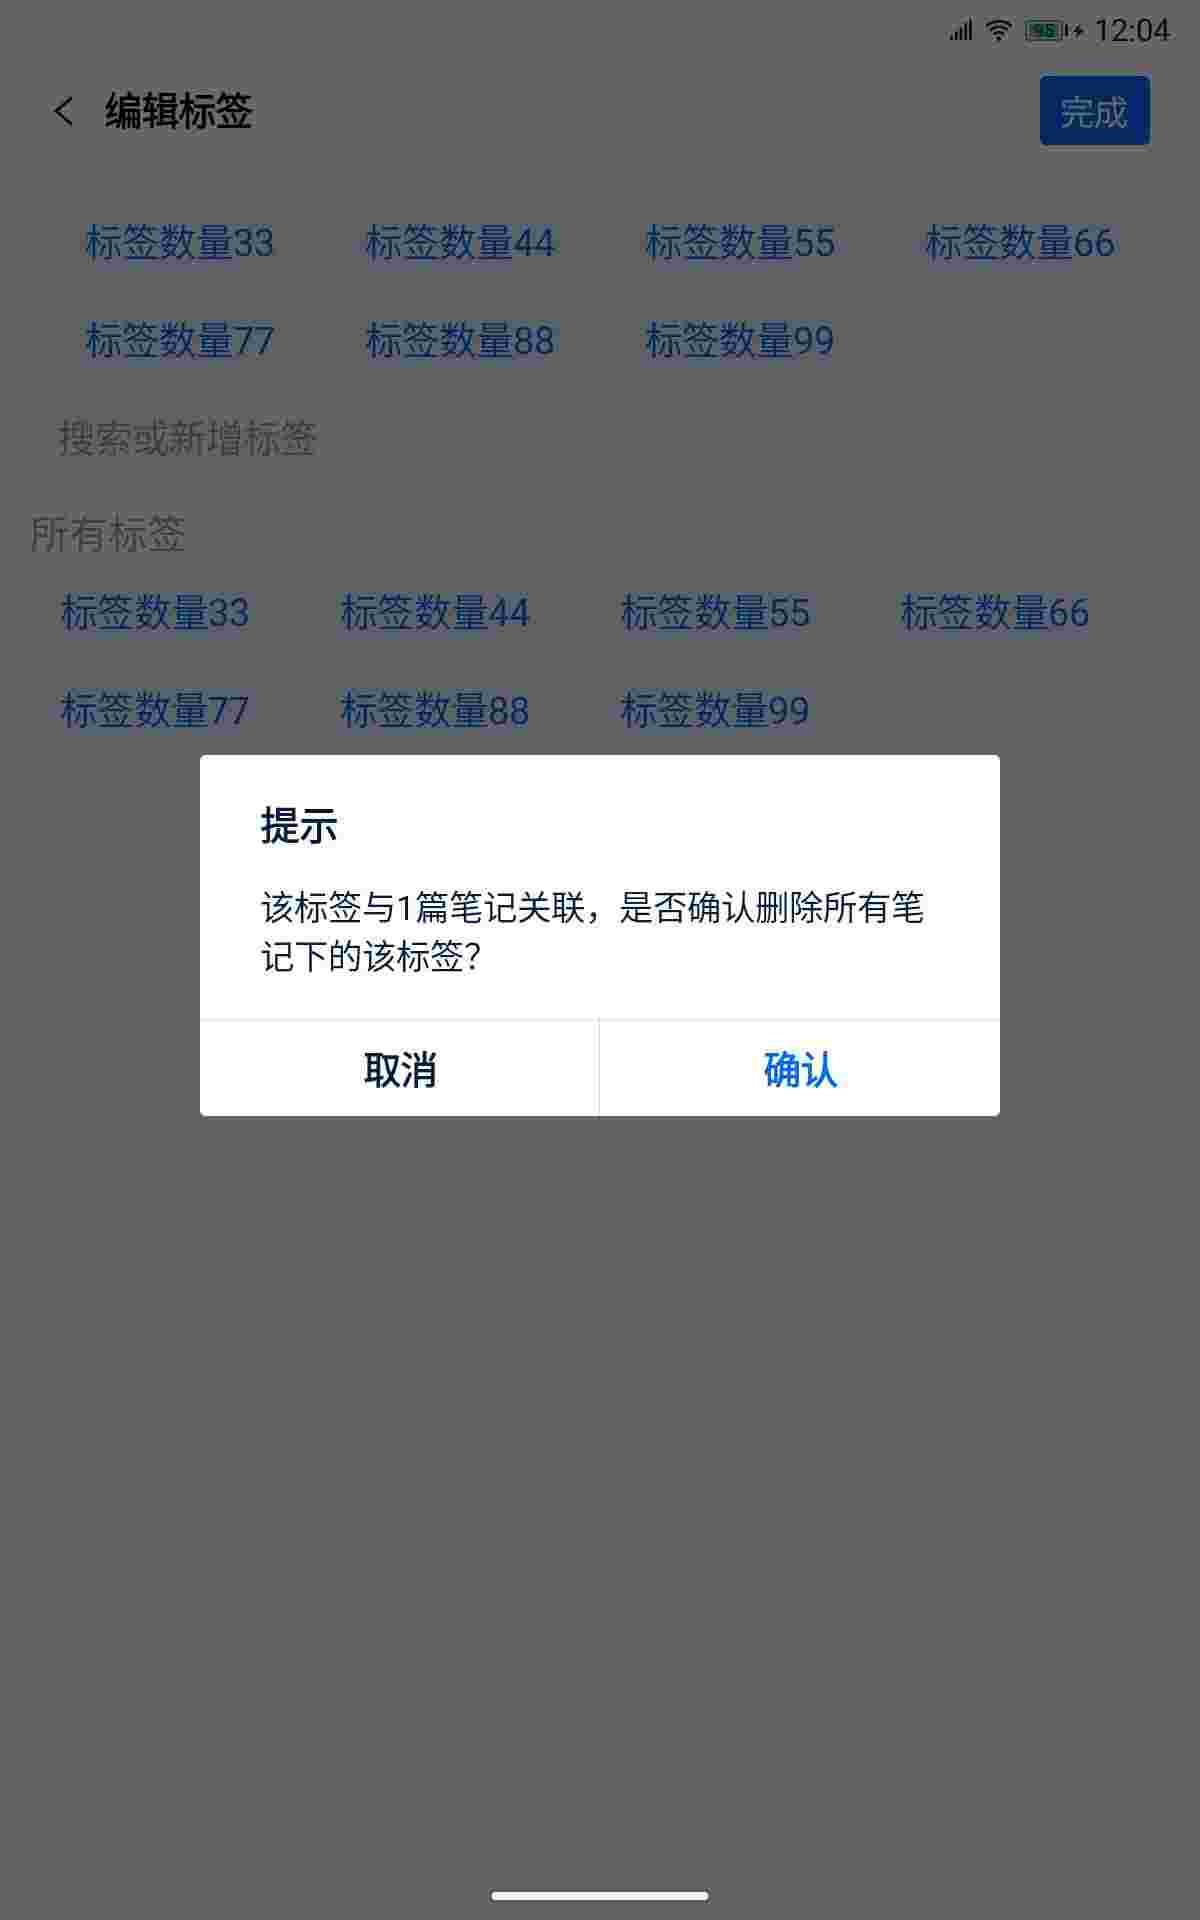 95 12:04
编辑标签 完成
标签数量33 标签数量44 标签数量55 标签数量66
标签数量77 标签数量88 标签数量99
搜索或新增标签
所有标签
标签数量33 标签数量44 标签数量55 标签数量66
标签数量77 标签数量88 标签数量99
提示
该标签与1篇笔记关联，是否确认删除所有笔
记下的该标签？
取消 确认